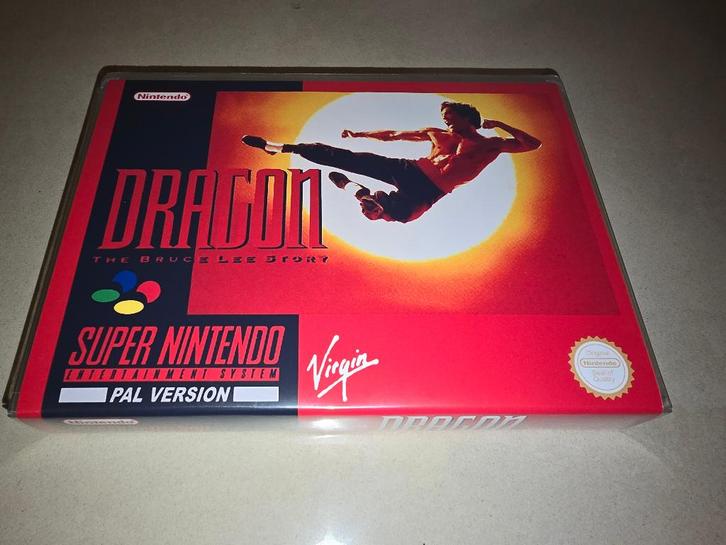 Nintendo
DRAGON
THE BRUCE LEE STORY
SUPER NINTENDO
ENTERTAINMENT SYSTEM
PAL VERSION
Virgin
Original
Nintendo
Seal of
Quality
Nintendo
DRAGON